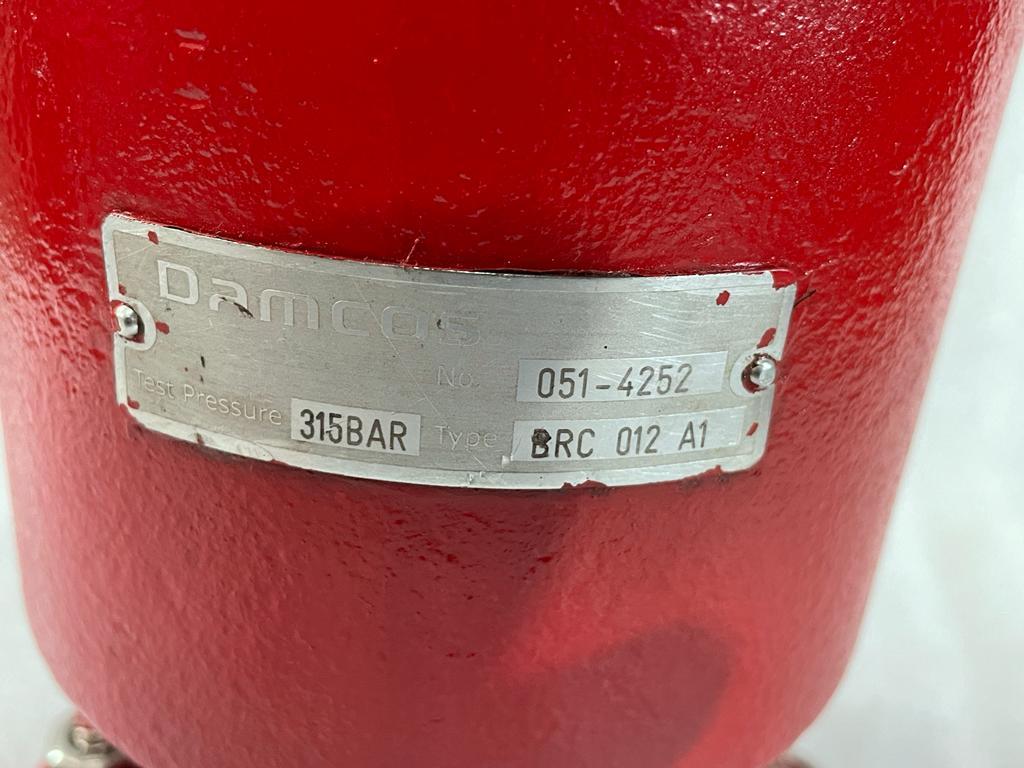 Damcos
No. 051-4252
Test Pressure 315BAR Type BRC 012 A1